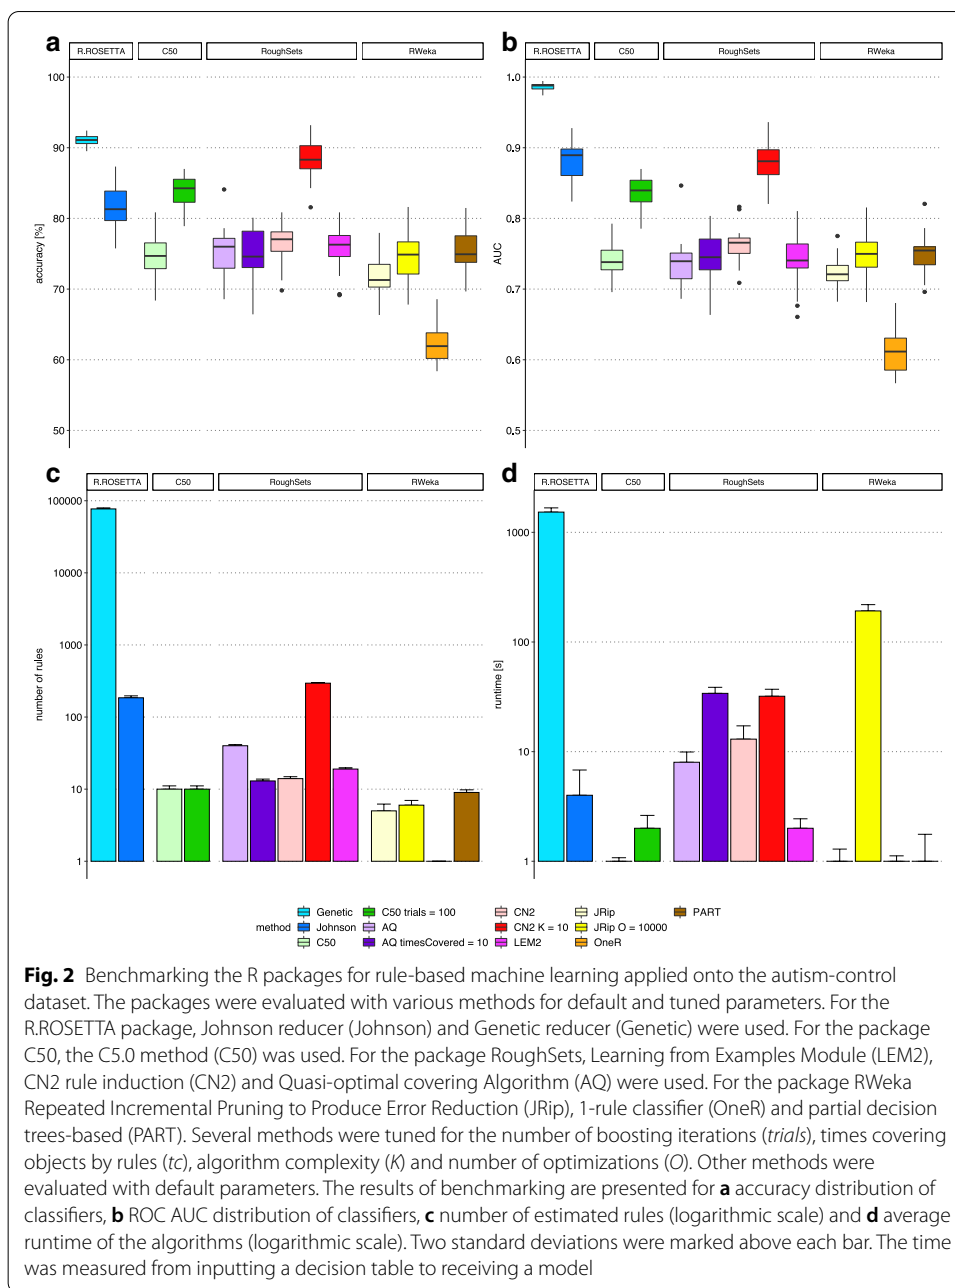 a
R.ROSETTA C50 RoughSets RWeka
100
90
80
70
60
50
accuracy [%]
b
R.ROSETTA C50 RoughSets RWeka
1.0
0.9
0.8
0.7
0.6
0.5
AUC
c
R.ROSETTA C50 RoughSets RWeka
100000
10000
1000
100
10
1
number of rules
d
R.ROSETTA C50 RoughSets RWeka
1000
100
10
1
runtime [s]
method
Genetic C50 trials = 100 CN2 JRip PART
Johnson AQ CN2 K = 10 JRip O = 10000
C50 AQ timesCovered = 10 LEM2 OneR
Fig. 2 Benchmarking the R packages for rule-based machine learning applied onto the autism-control
dataset. The packages were evaluated with various methods for default and tuned parameters. For the
R.ROSETTA package, Johnson reducer (Johnson) and Genetic reducer (Genetic) were used. For the package
C50, the C5.0 method (C50) was used. For the package RoughSets, Learning from Examples Module (LEM2),
CN2 rule induction (CN2) and Quasi-optimal covering Algorithm (AQ) were used. For the package RWeka
Repeated Incremental Pruning to Produce Error Reduction (JRip), 1-rule classifier (OneR) and partial decision
trees-based (PART). Several methods were tuned for the number of boosting iterations (trials), times covering
objects by rules (tc), algorithm complexity (K) and number of optimizations (O). Other methods were
evaluated with default parameters. The results of benchmarking are presented for a accuracy distribution of
classifiers, b ROC AUC distribution of classifiers, c number of estimated rules (logarithmic scale) and d average
runtime of the algorithms (logarithmic scale). Two standard deviations were marked above each bar. The time
was measured from inputting a decision table to receiving a model